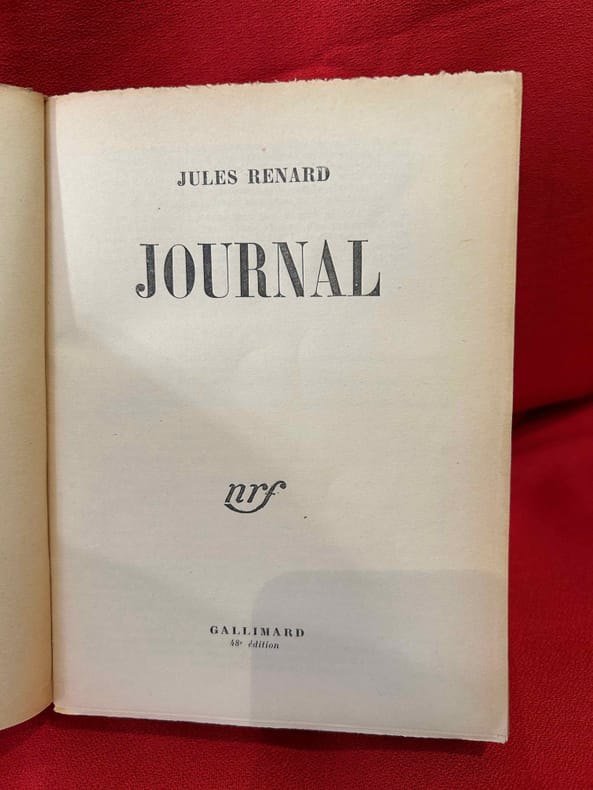 JULES RENARD
JOURNAL
nrf
GALLIMARD
48e édition